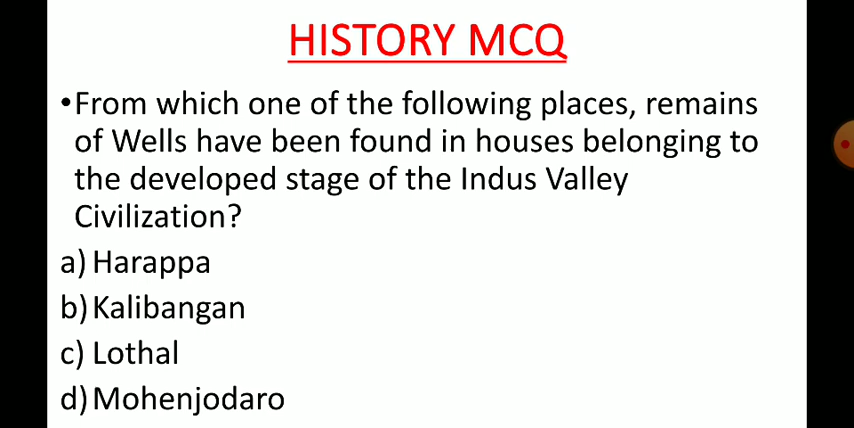 HISTORY MCQ
•From which one of the following places, remains
of Wells have been found in houses belonging to
the developed stage of the Indus Valley
Civilization?
a) Harappa
b) Kalibangan
c) Lothal
d) Mohenjodaro